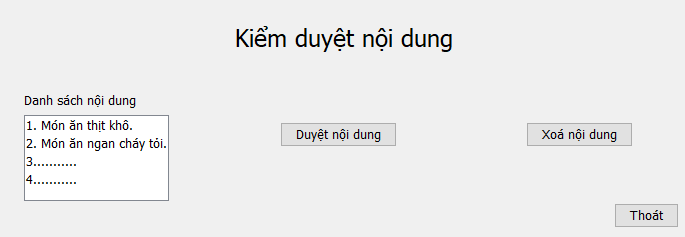 Kiểm duyệt nội dung
Danh sách nội dung
1. Món ăn thịt khô.
2. Món ăn ngan cháy tỏi.
3...........
4...........
Duyệt nội dung
Xoá nội dung
Thoát